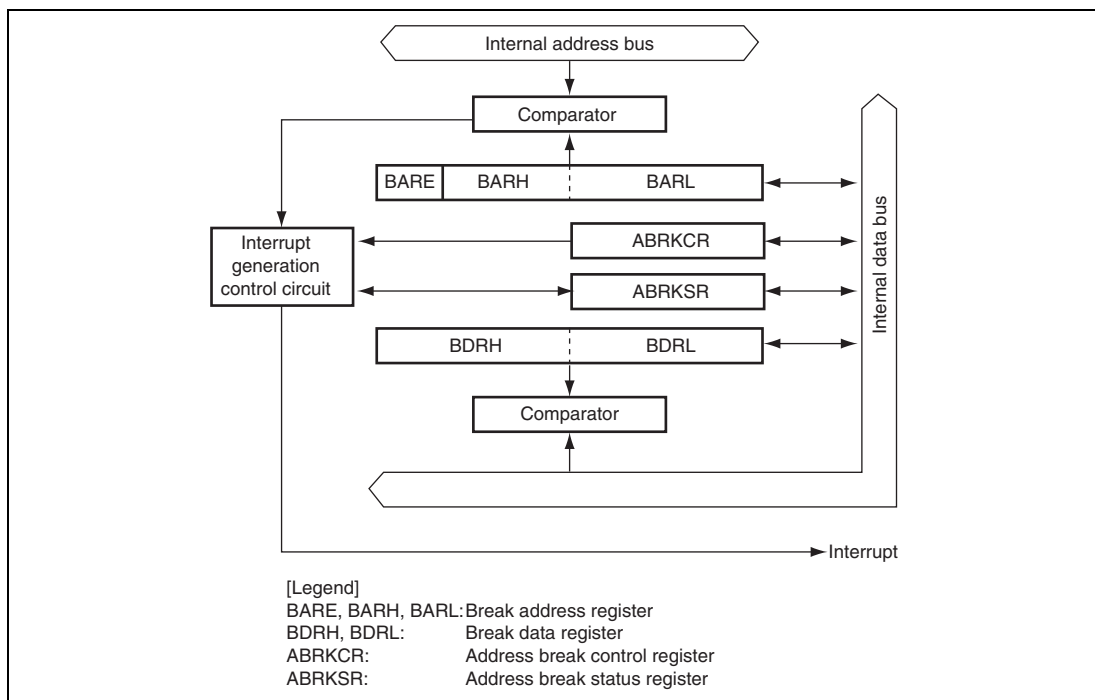 Internal address bus
Comparator
BARE BARH BARL
Internal data bus
Interrupt
generation
control circuit
ABRKCR
ABRKSR
BDRH BDRL
Comparator
Interrupt
[Legend]
BARE, BARH, BARL: Break address register
BDRH, BDRL: Break data register
ABRKCR: Address break control register
ABRKSR: Address break status register